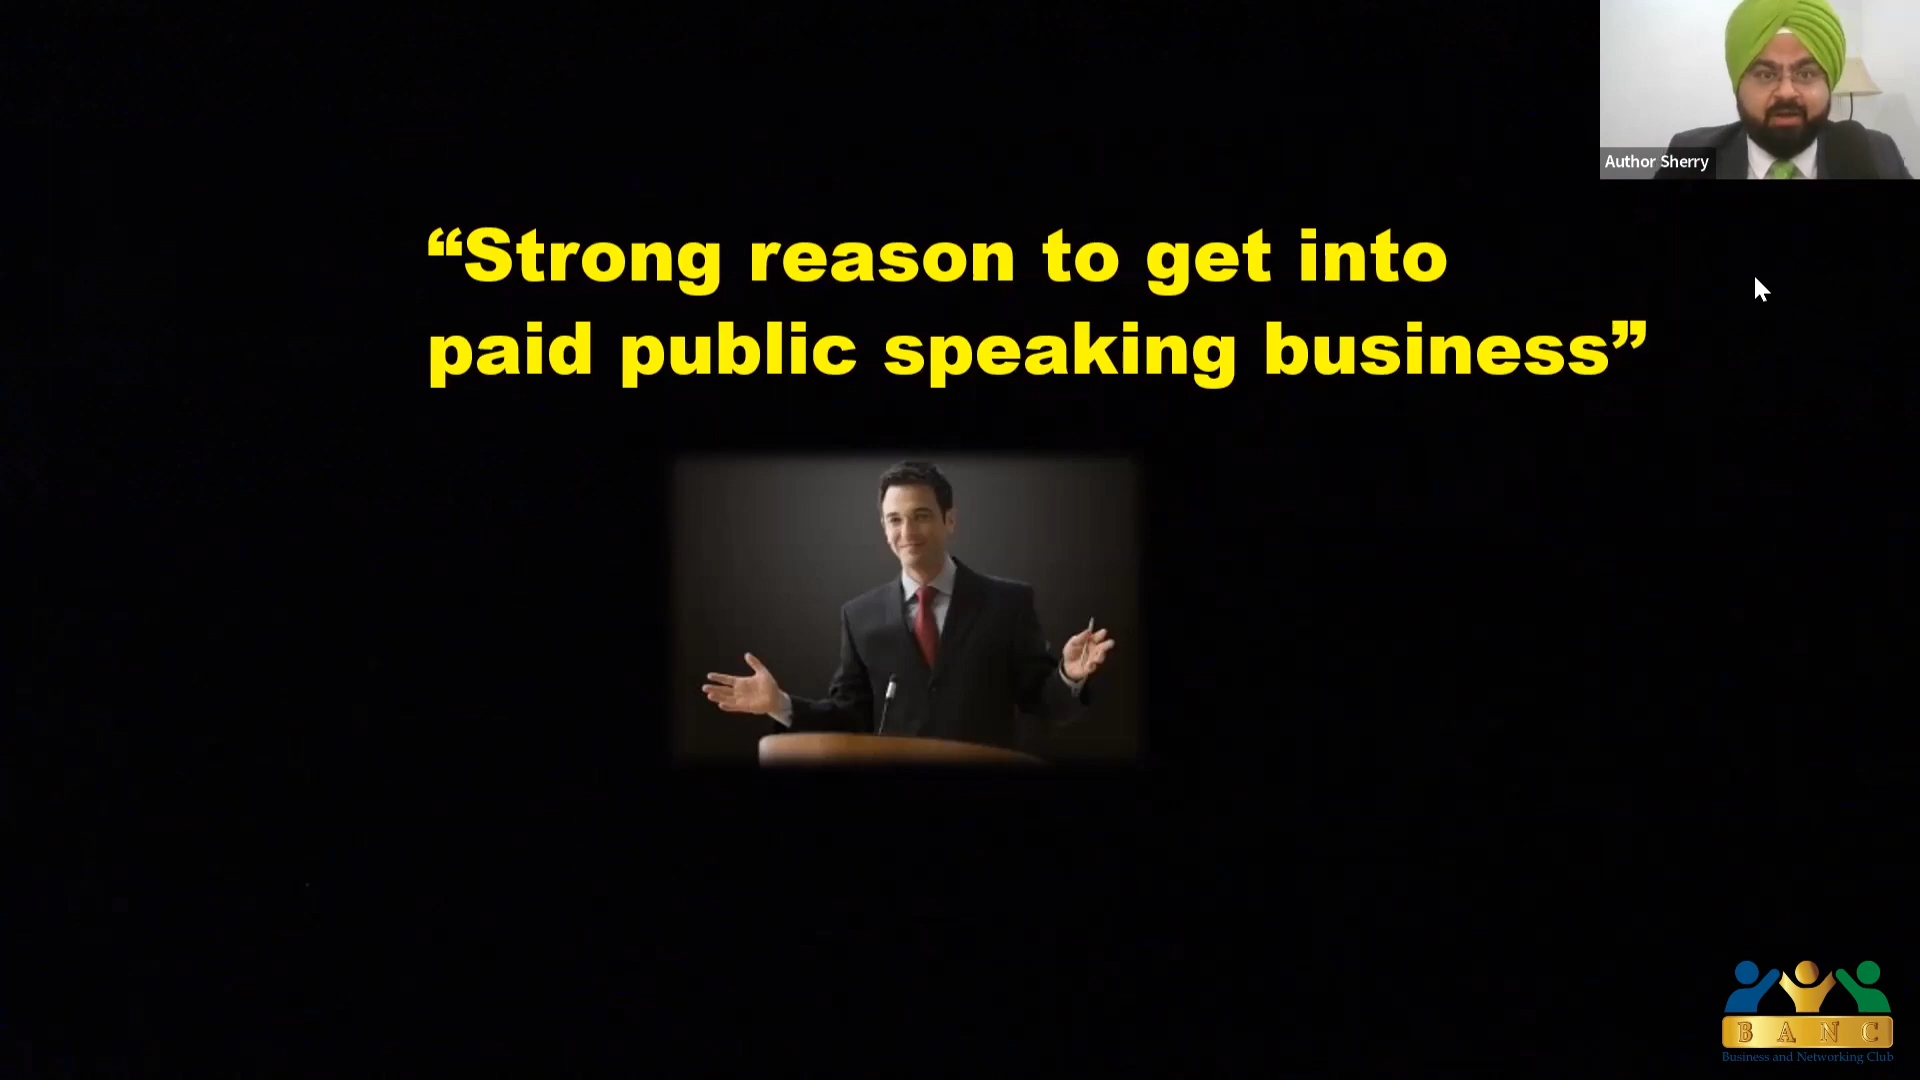 Author Sherry
“Strong reason to get into
paid public speaking business”
B A N C
Business and Networking Club